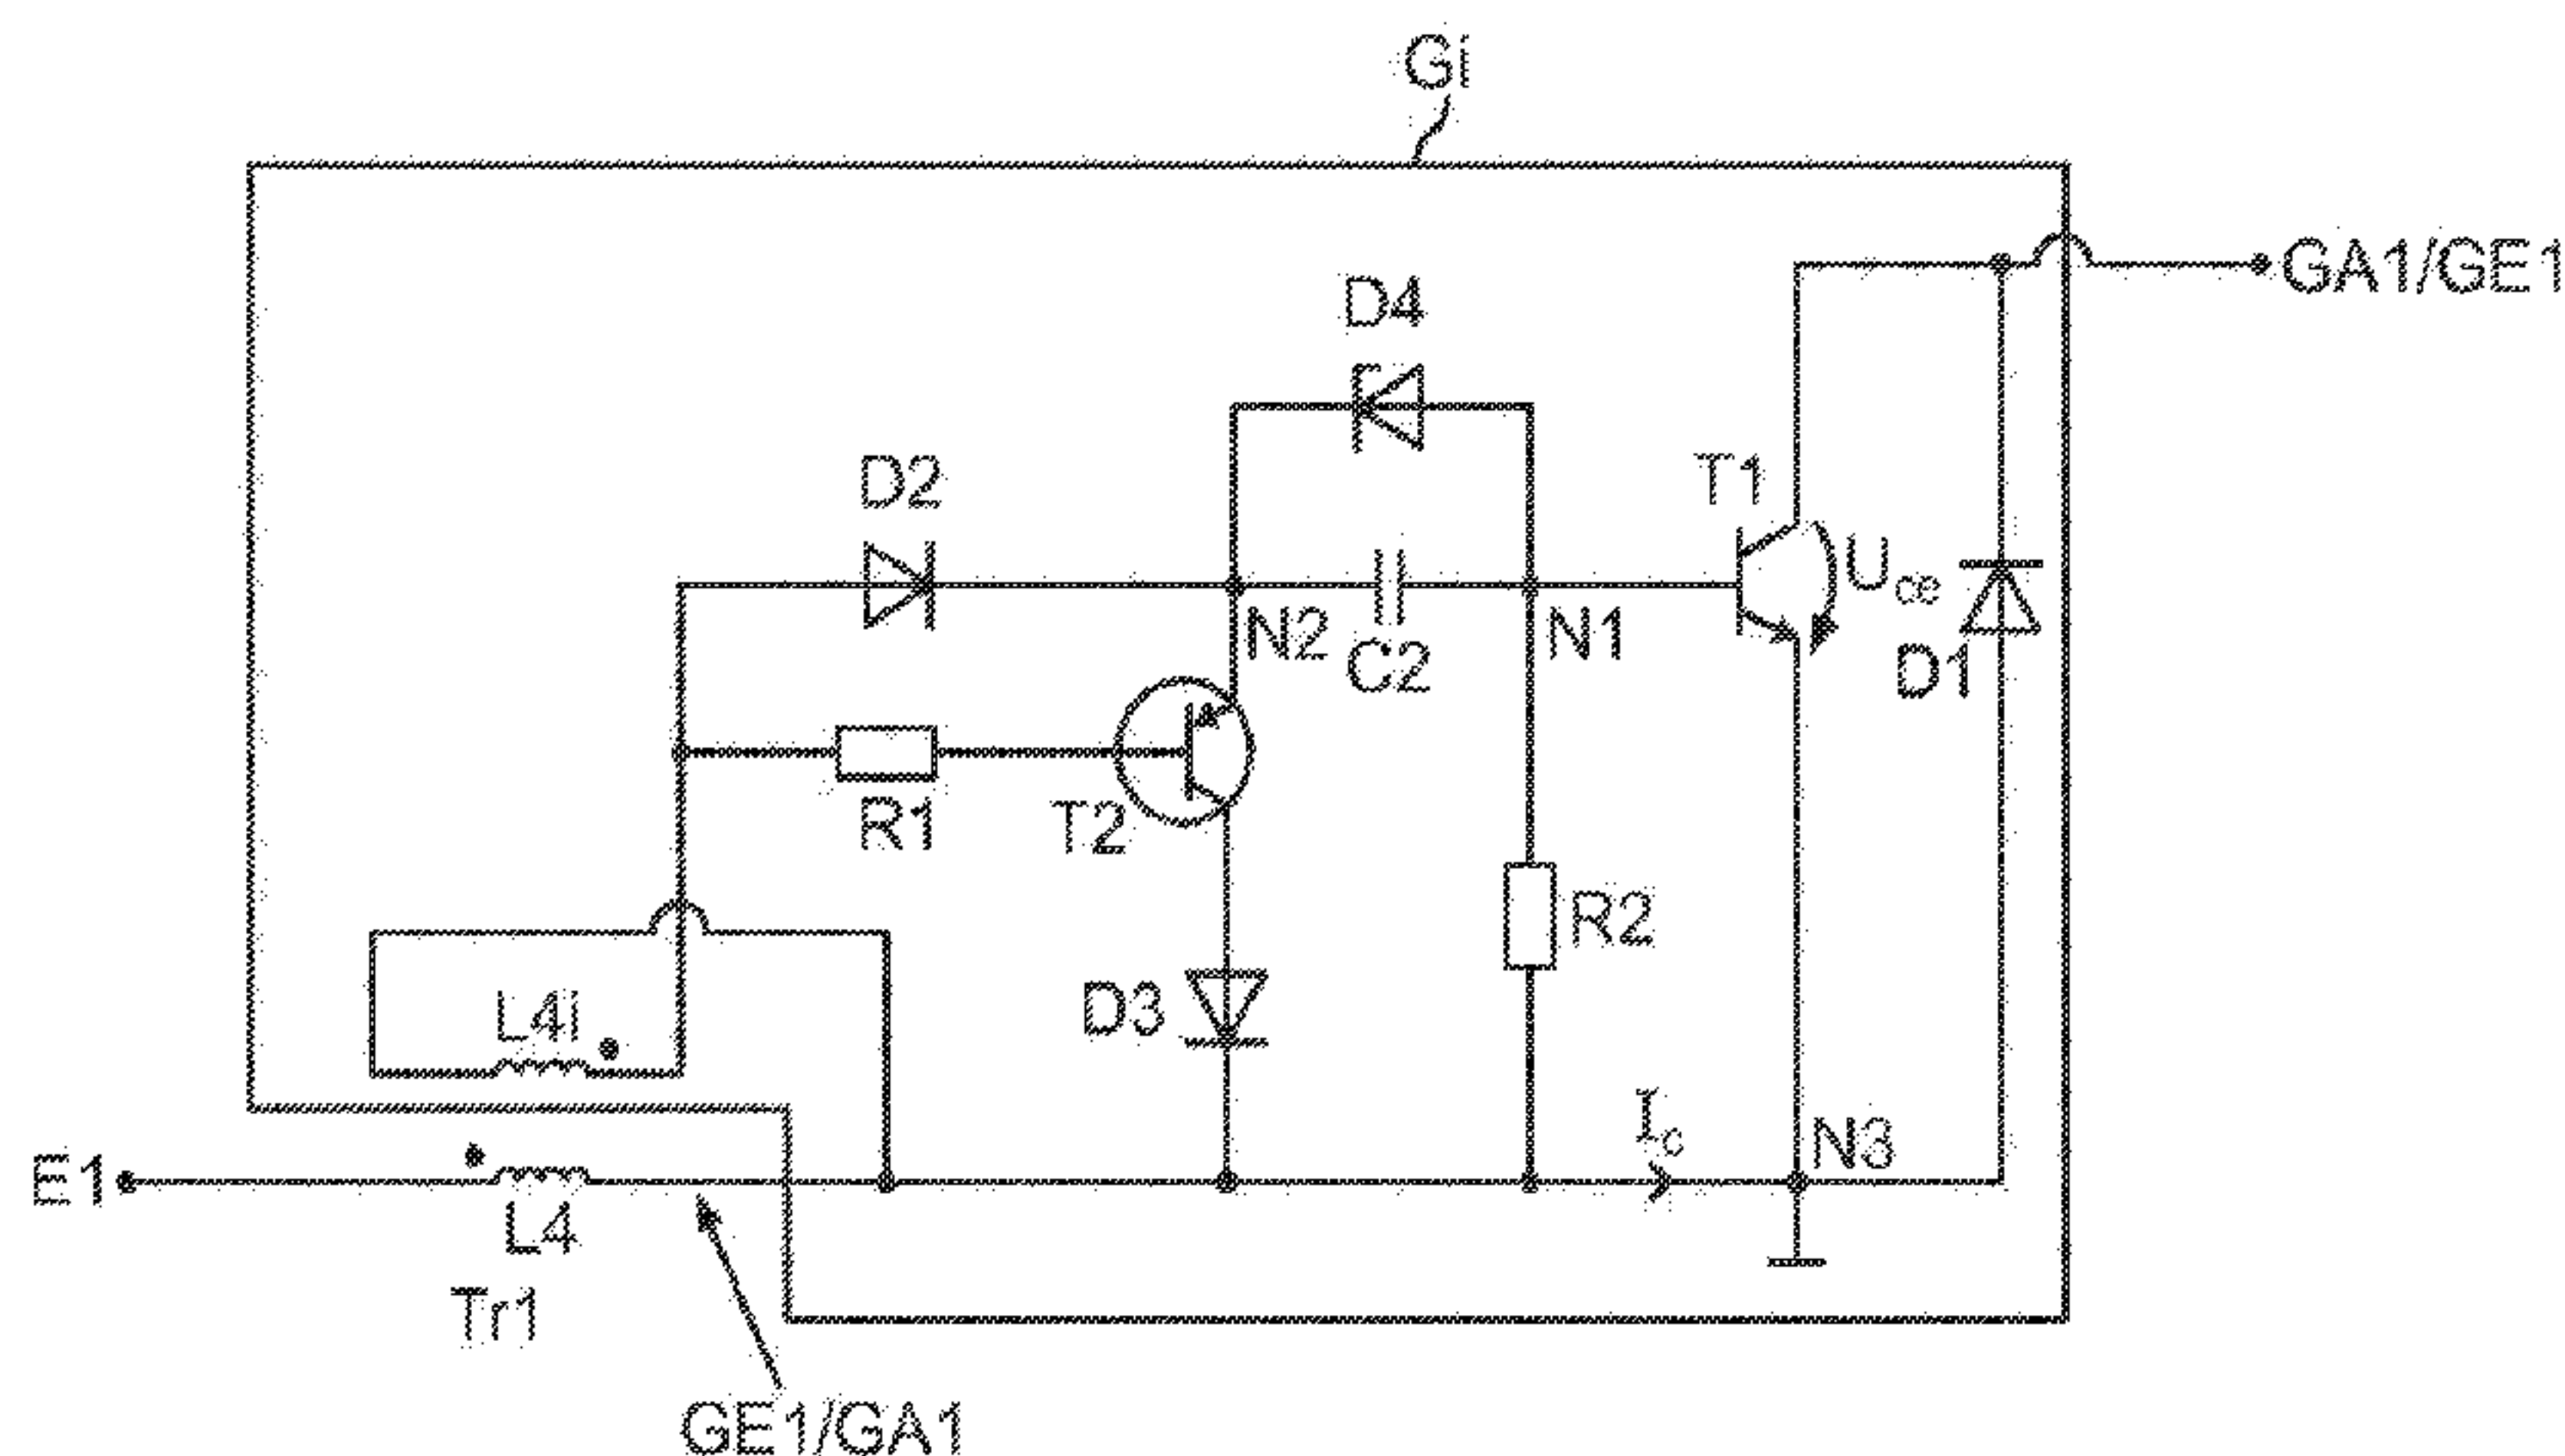 Gi
GA1/GE1
D4
D2
T1
Uce
N2
N1
C2
D1
R1
T2
R2
L4i
D3
Ic
N3
E1
L4
Tr1
GE1/GA1